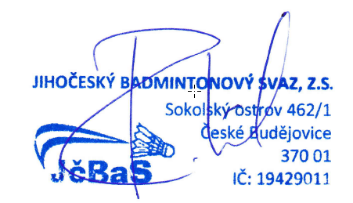 JIHOČESKÝ BADMINTONOVÝ SVAZ, Z.S.
Sokolský ostrov 462/1
České Budějovice
370 01
JčBaS
IČ: 19429011